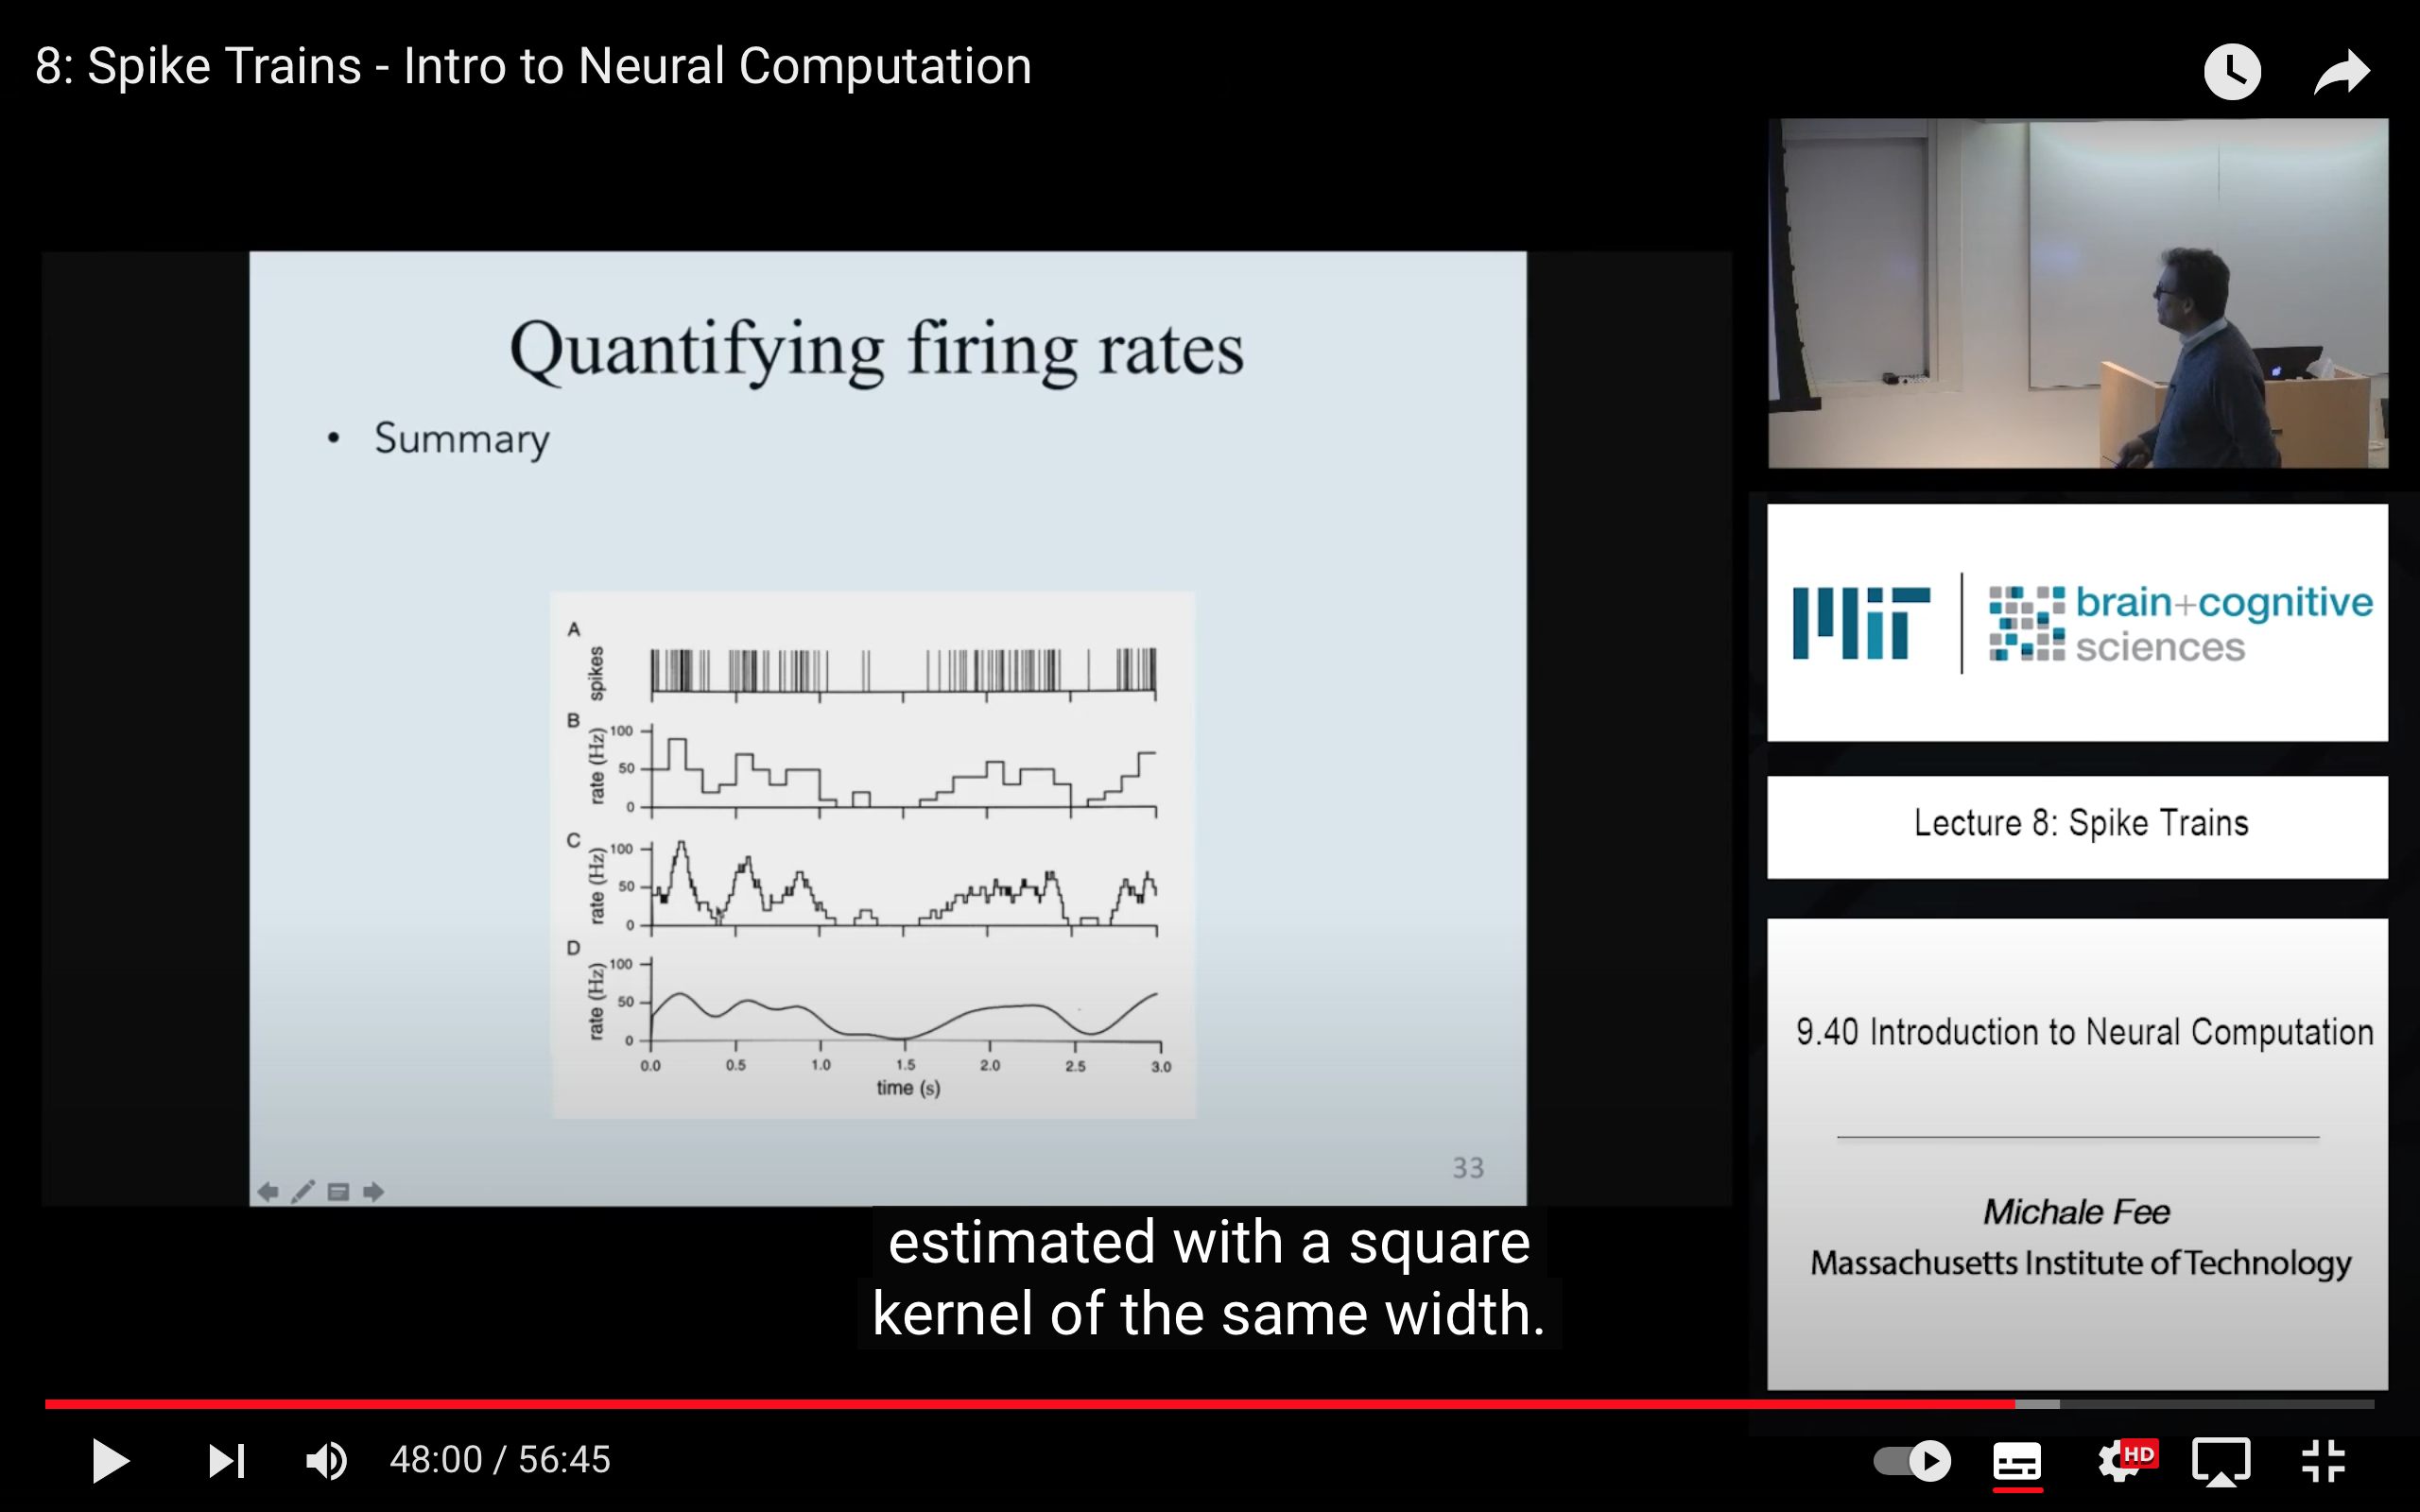 8: Spike Trains - Intro to Neural Computation
Quantifying firing rates
• Summary
A
spikes
B
rate (Hz)
100
50
0
C
rate (Hz)
100
50
0
D
rate (Hz)
100
50
0
0.0 0.5 1.0 1.5 2.0 2.5 3.0
time (s)
33
MiT
brain+cognitive
sciences
Lecture 8: Spike Trains
9.40 Introduction to Neural Computation
Michale Fee
Massachusetts Institute of Technology
estimated with a square
kernel of the same width.
48:00 / 56:45
HD